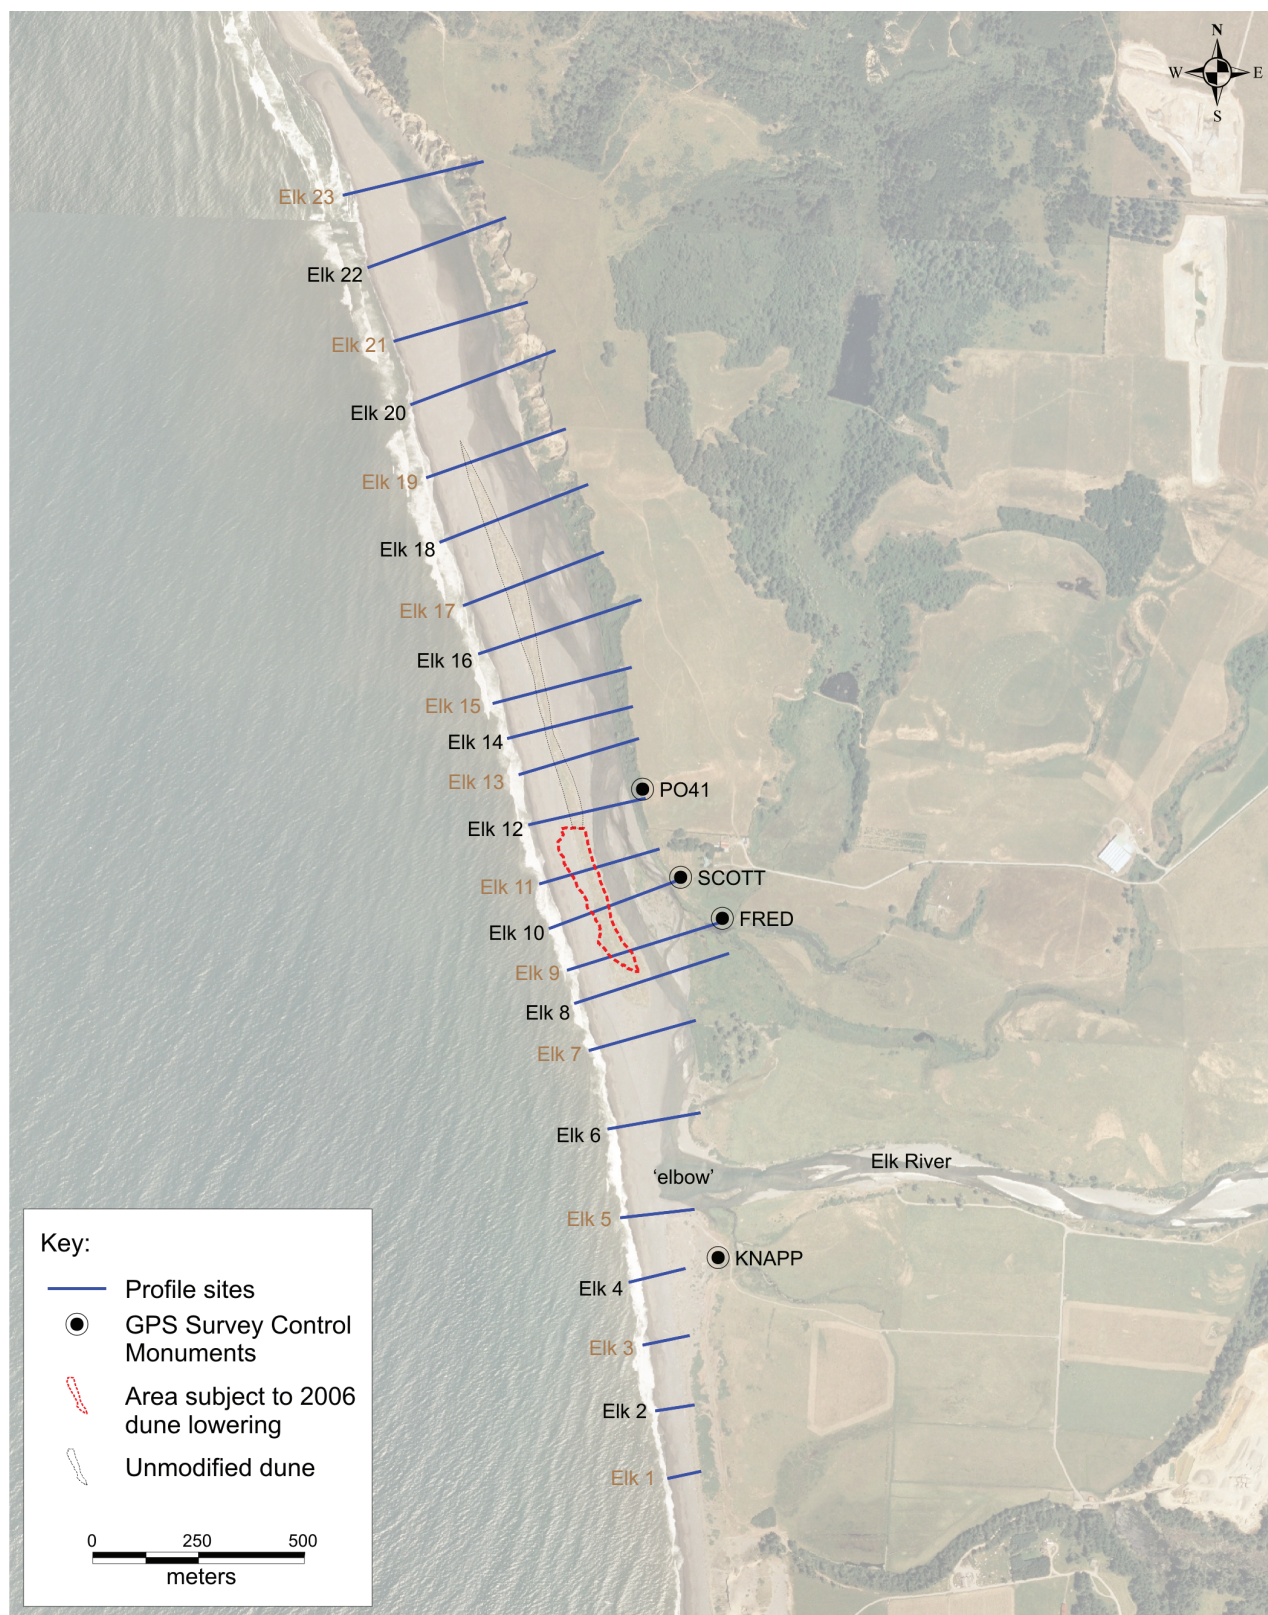 N
W E
S
Elk 23
Elk 22
Elk 21
Elk 20
Elk 19
Elk 18
Elk 17
Elk 16
Elk 15
Elk 14
Elk 13
PO41
Elk 12
SCOTT
Elk 11
FRED
Elk 10
Elk 9
Elk 8
Elk 7
Elk 6
Elk River
‘elbow’
Elk 5
KNAPP
Elk 4
Elk 3
Elk 2
Elk 1
Key:
Profile sites
GPS Survey Control
Monuments
Area subject to 2006
dune lowering
Unmodified dune
0 250 500
meters